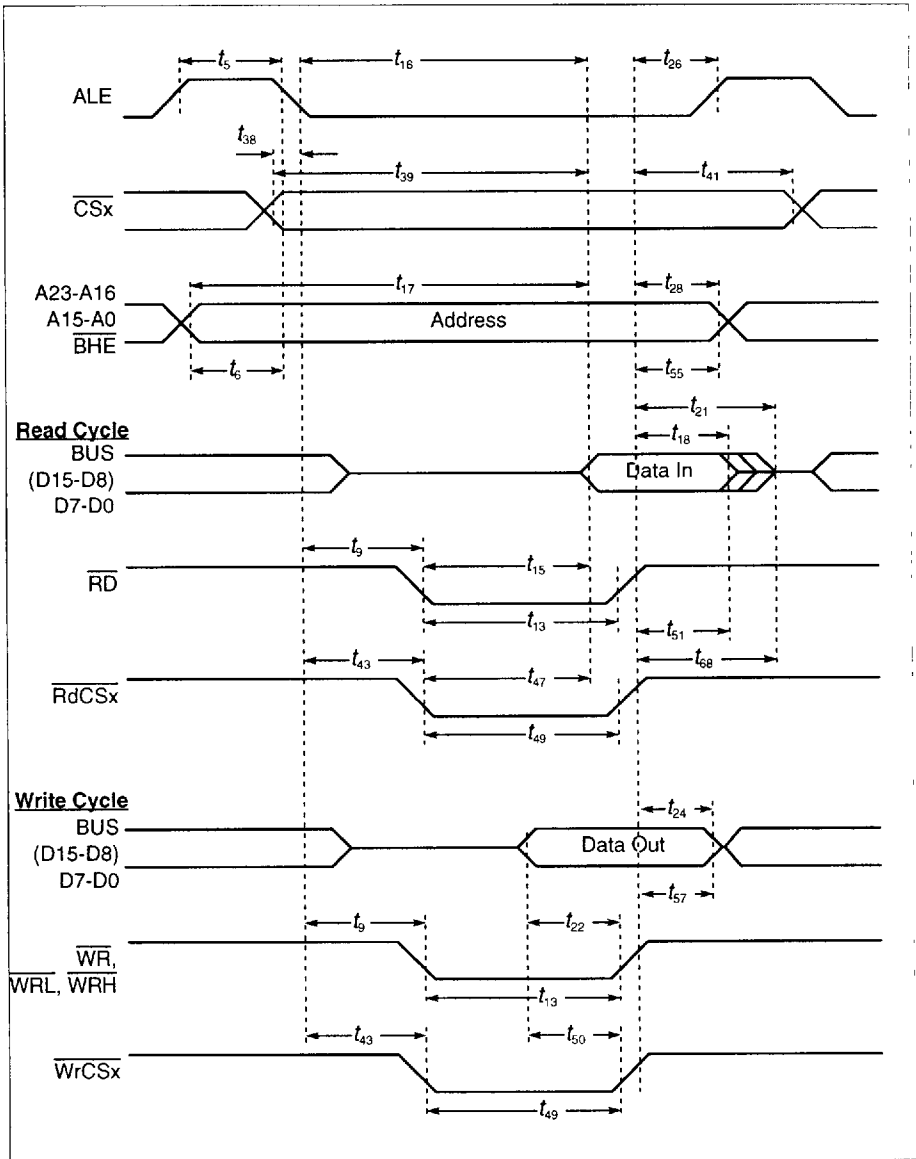 t5 t16 t26
ALE
t38
t39 t41
CSx
t17 t28
A23-A16
A15-A0
BHE
Address
t6 t55
t21
Read Cycle
t18
BUS
(D15-D8)
D7-D0
Data In
t9 t15
RD
t13 t51
t43 t47 t68
RdCSx
t49
Write Cycle
t24
BUS
(D15-D8)
D7-D0
Data Out
t57
t9 t22
WR,
WRL, WRH
t13
t43 t50
WrCSx
t49